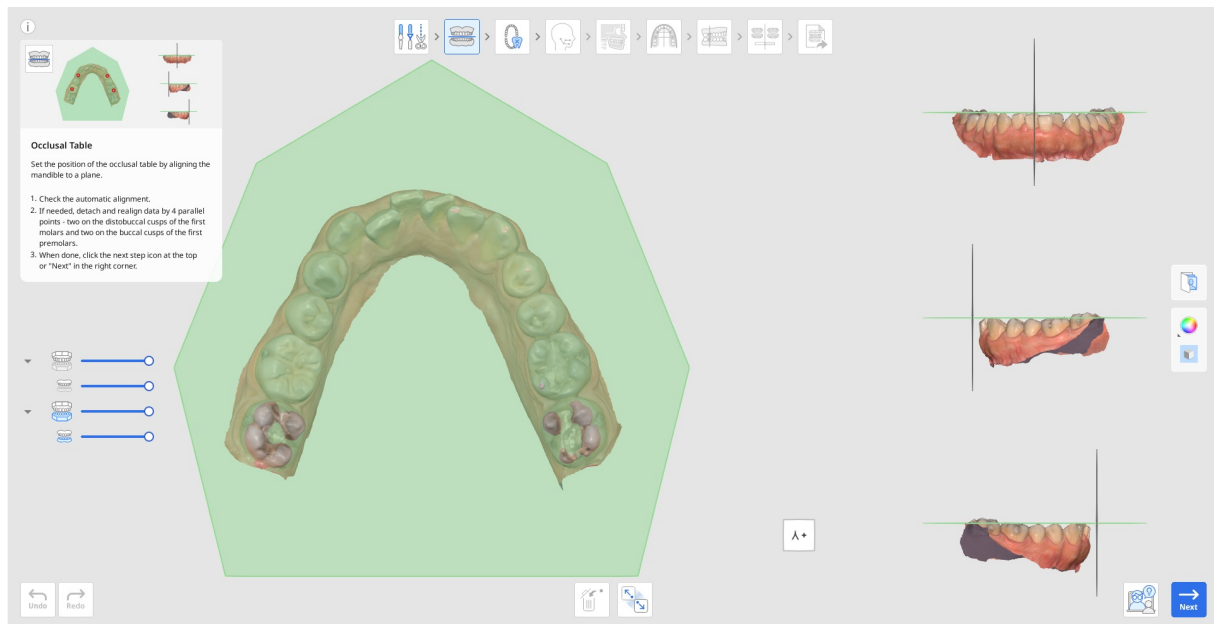 Occlusal Table
Set the position of the occlusal table by aligning the
mandible to a plane.
1. Check the automatic alignment.
2. If needed, detach and realign data by 4 parallel
points - two on the distobuccal cusps of the first
molars and two on the buccal cusps of the first
premolars.
3. When done, click the next step icon at the top
or "Next" in the right corner.
Undo
Redo
Next